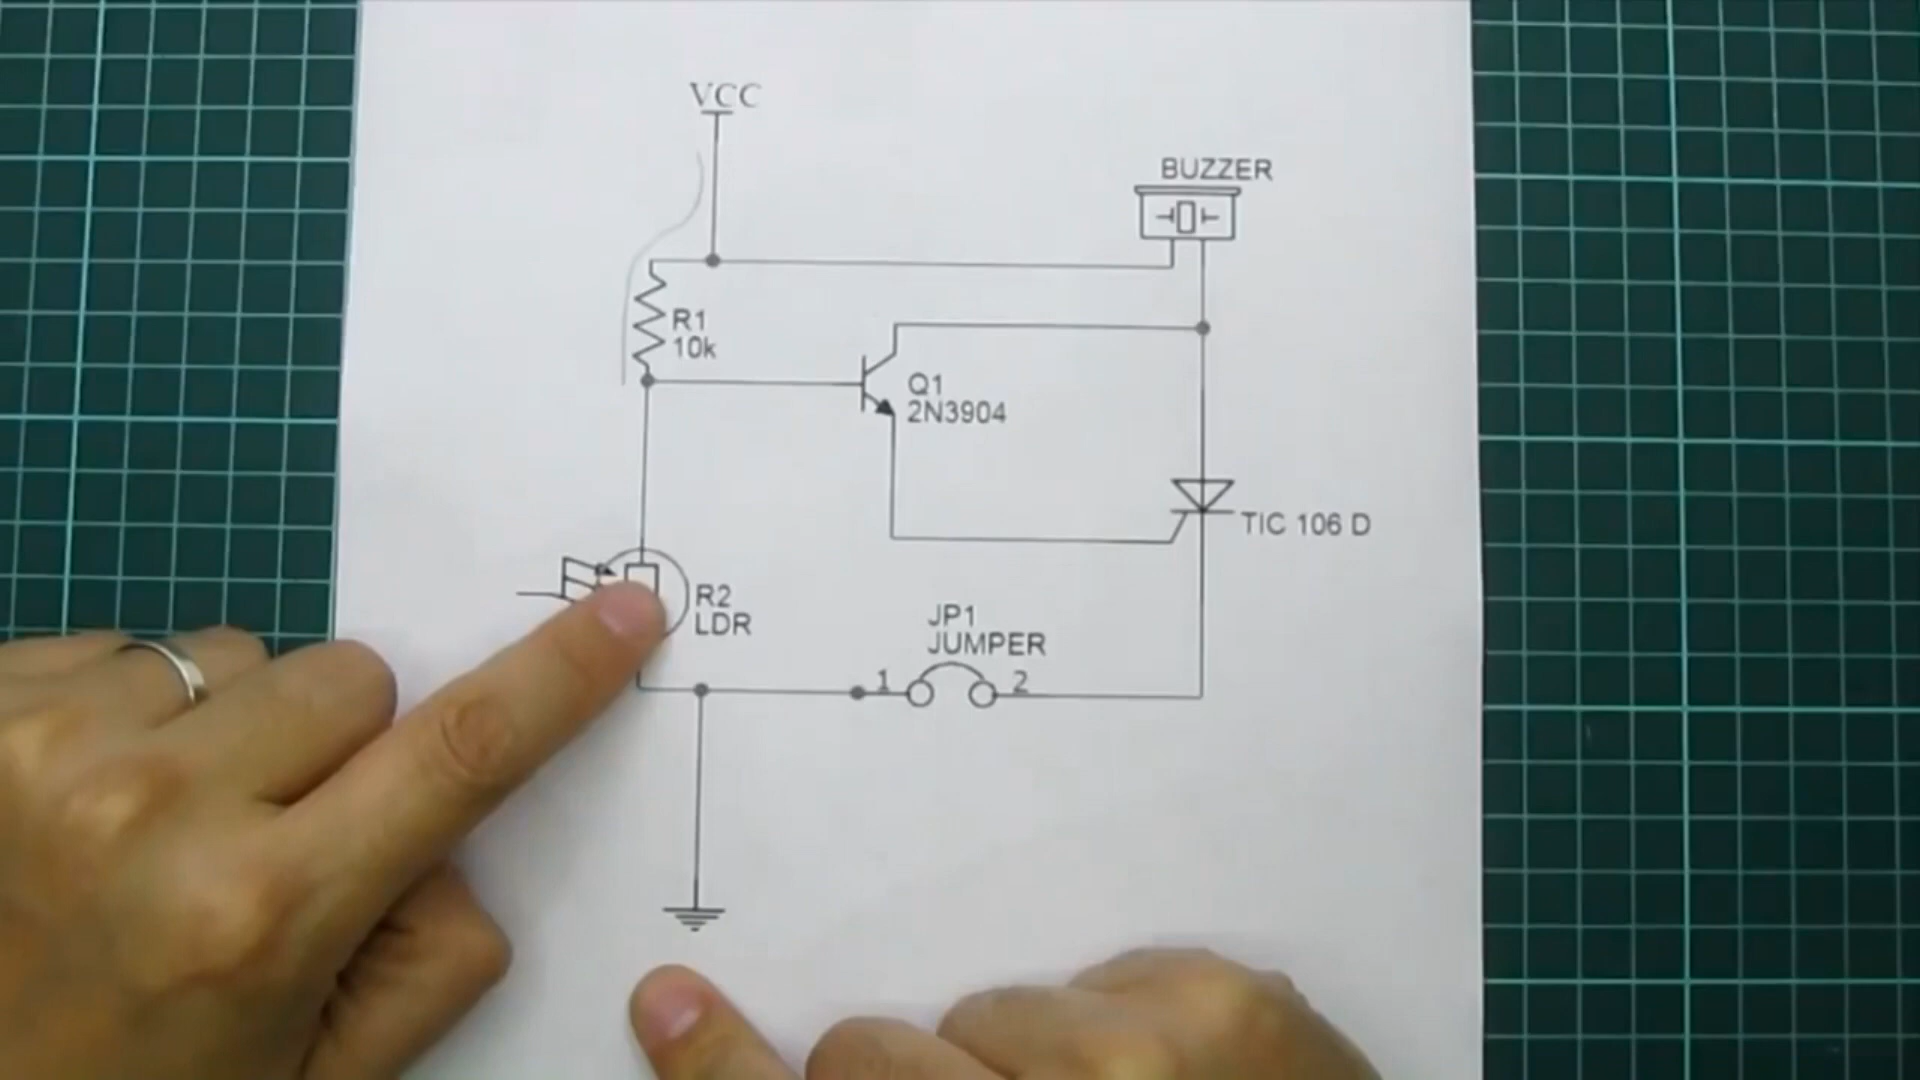 VCC
BUZZER
R1
10k
Q1
2N3904
TIC 106 D
R2
LDR
JP1
JUMPER
1
2